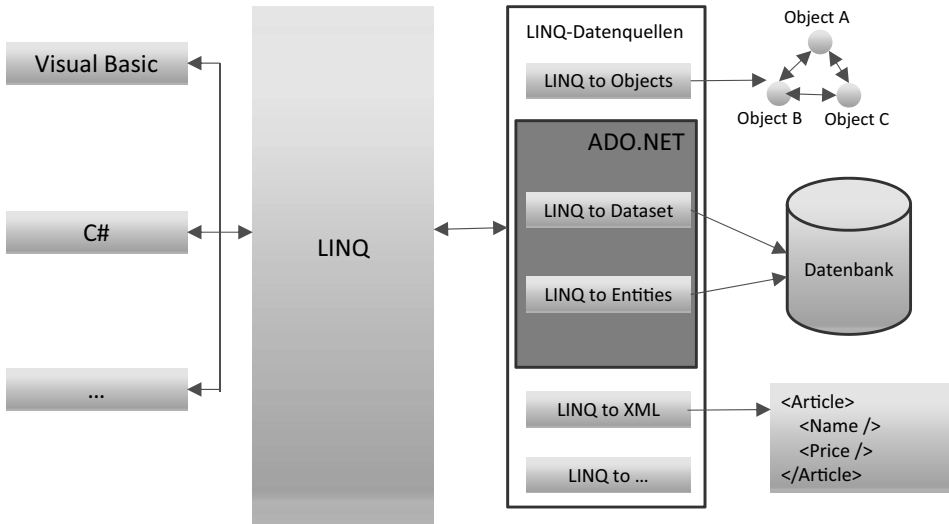 Visual Basic
C#
...
LINQ
LINQ-Datenquellen
LINQ to Objects
ADO.NET
LINQ to Dataset
LINQ to Entities
LINQ to XML
LINQ to ...
Object A
Object B
Object C
Datenbank
<Article>
<Name />
<Price />
</Article>